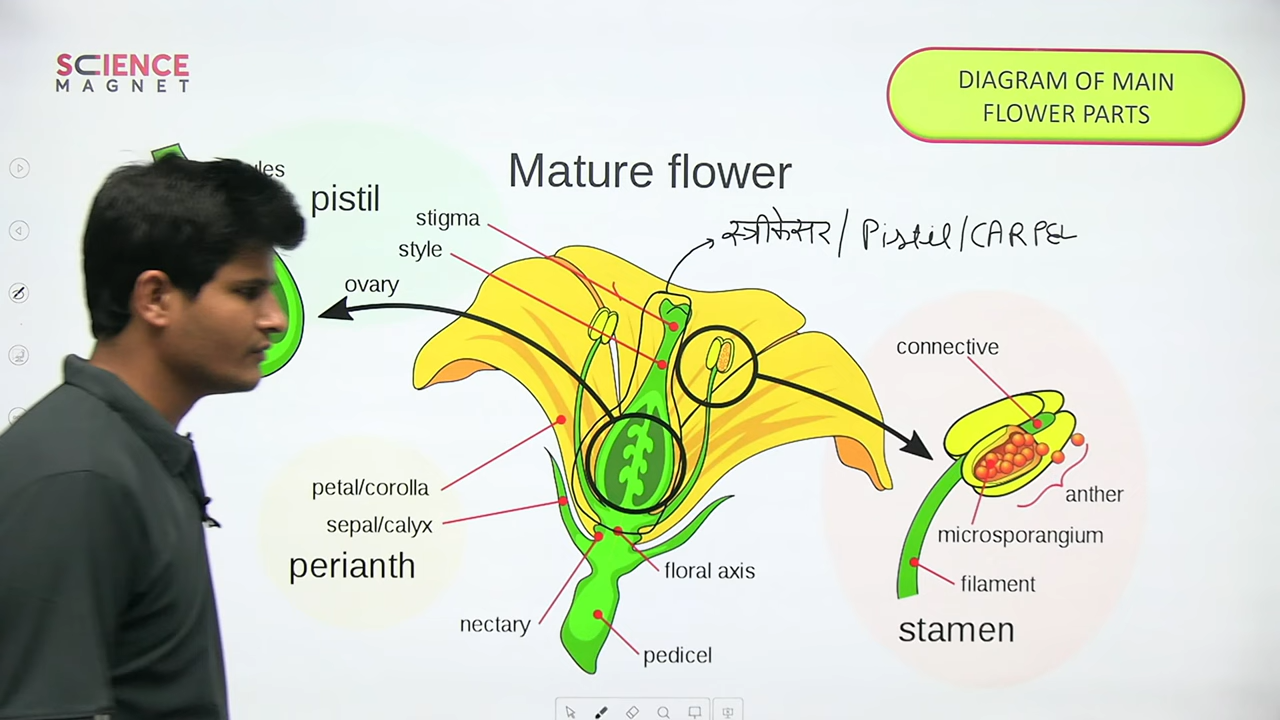 SCIENCE
MAGNET
DIAGRAM OF MAIN
FLOWER PARTS
Mature flower
pistil
stigma
style
ovary
स्त्रीकेसर / Pistil / CARPEL
connective
anther
microsporangium
filament
stamen
petal/corolla
sepal/calyx
perianth
floral axis
nectary
pedicel